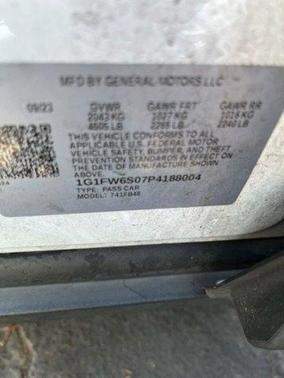 MFD BY GENERAL MOTORS LLC
09/23 GVWR GAWR FRT GAWR RR
2043 KG 1027 KG 1016 KG
4505 LB 2265 LB 2240 LB
THIS VEHICLE CONFORMS TO ALL
APPLICABLE U.S. FEDERAL MOTOR
VEHICLE SAFETY, BUMPER, AND THEFT
PREVENTION STANDARDS IN EFFECT ON
THE DATE OF MANUFACTURE SHOWN ABOVE.
1G1FW6S07P4188004
TYPE: PASS CAR
MODEL: 741FB48